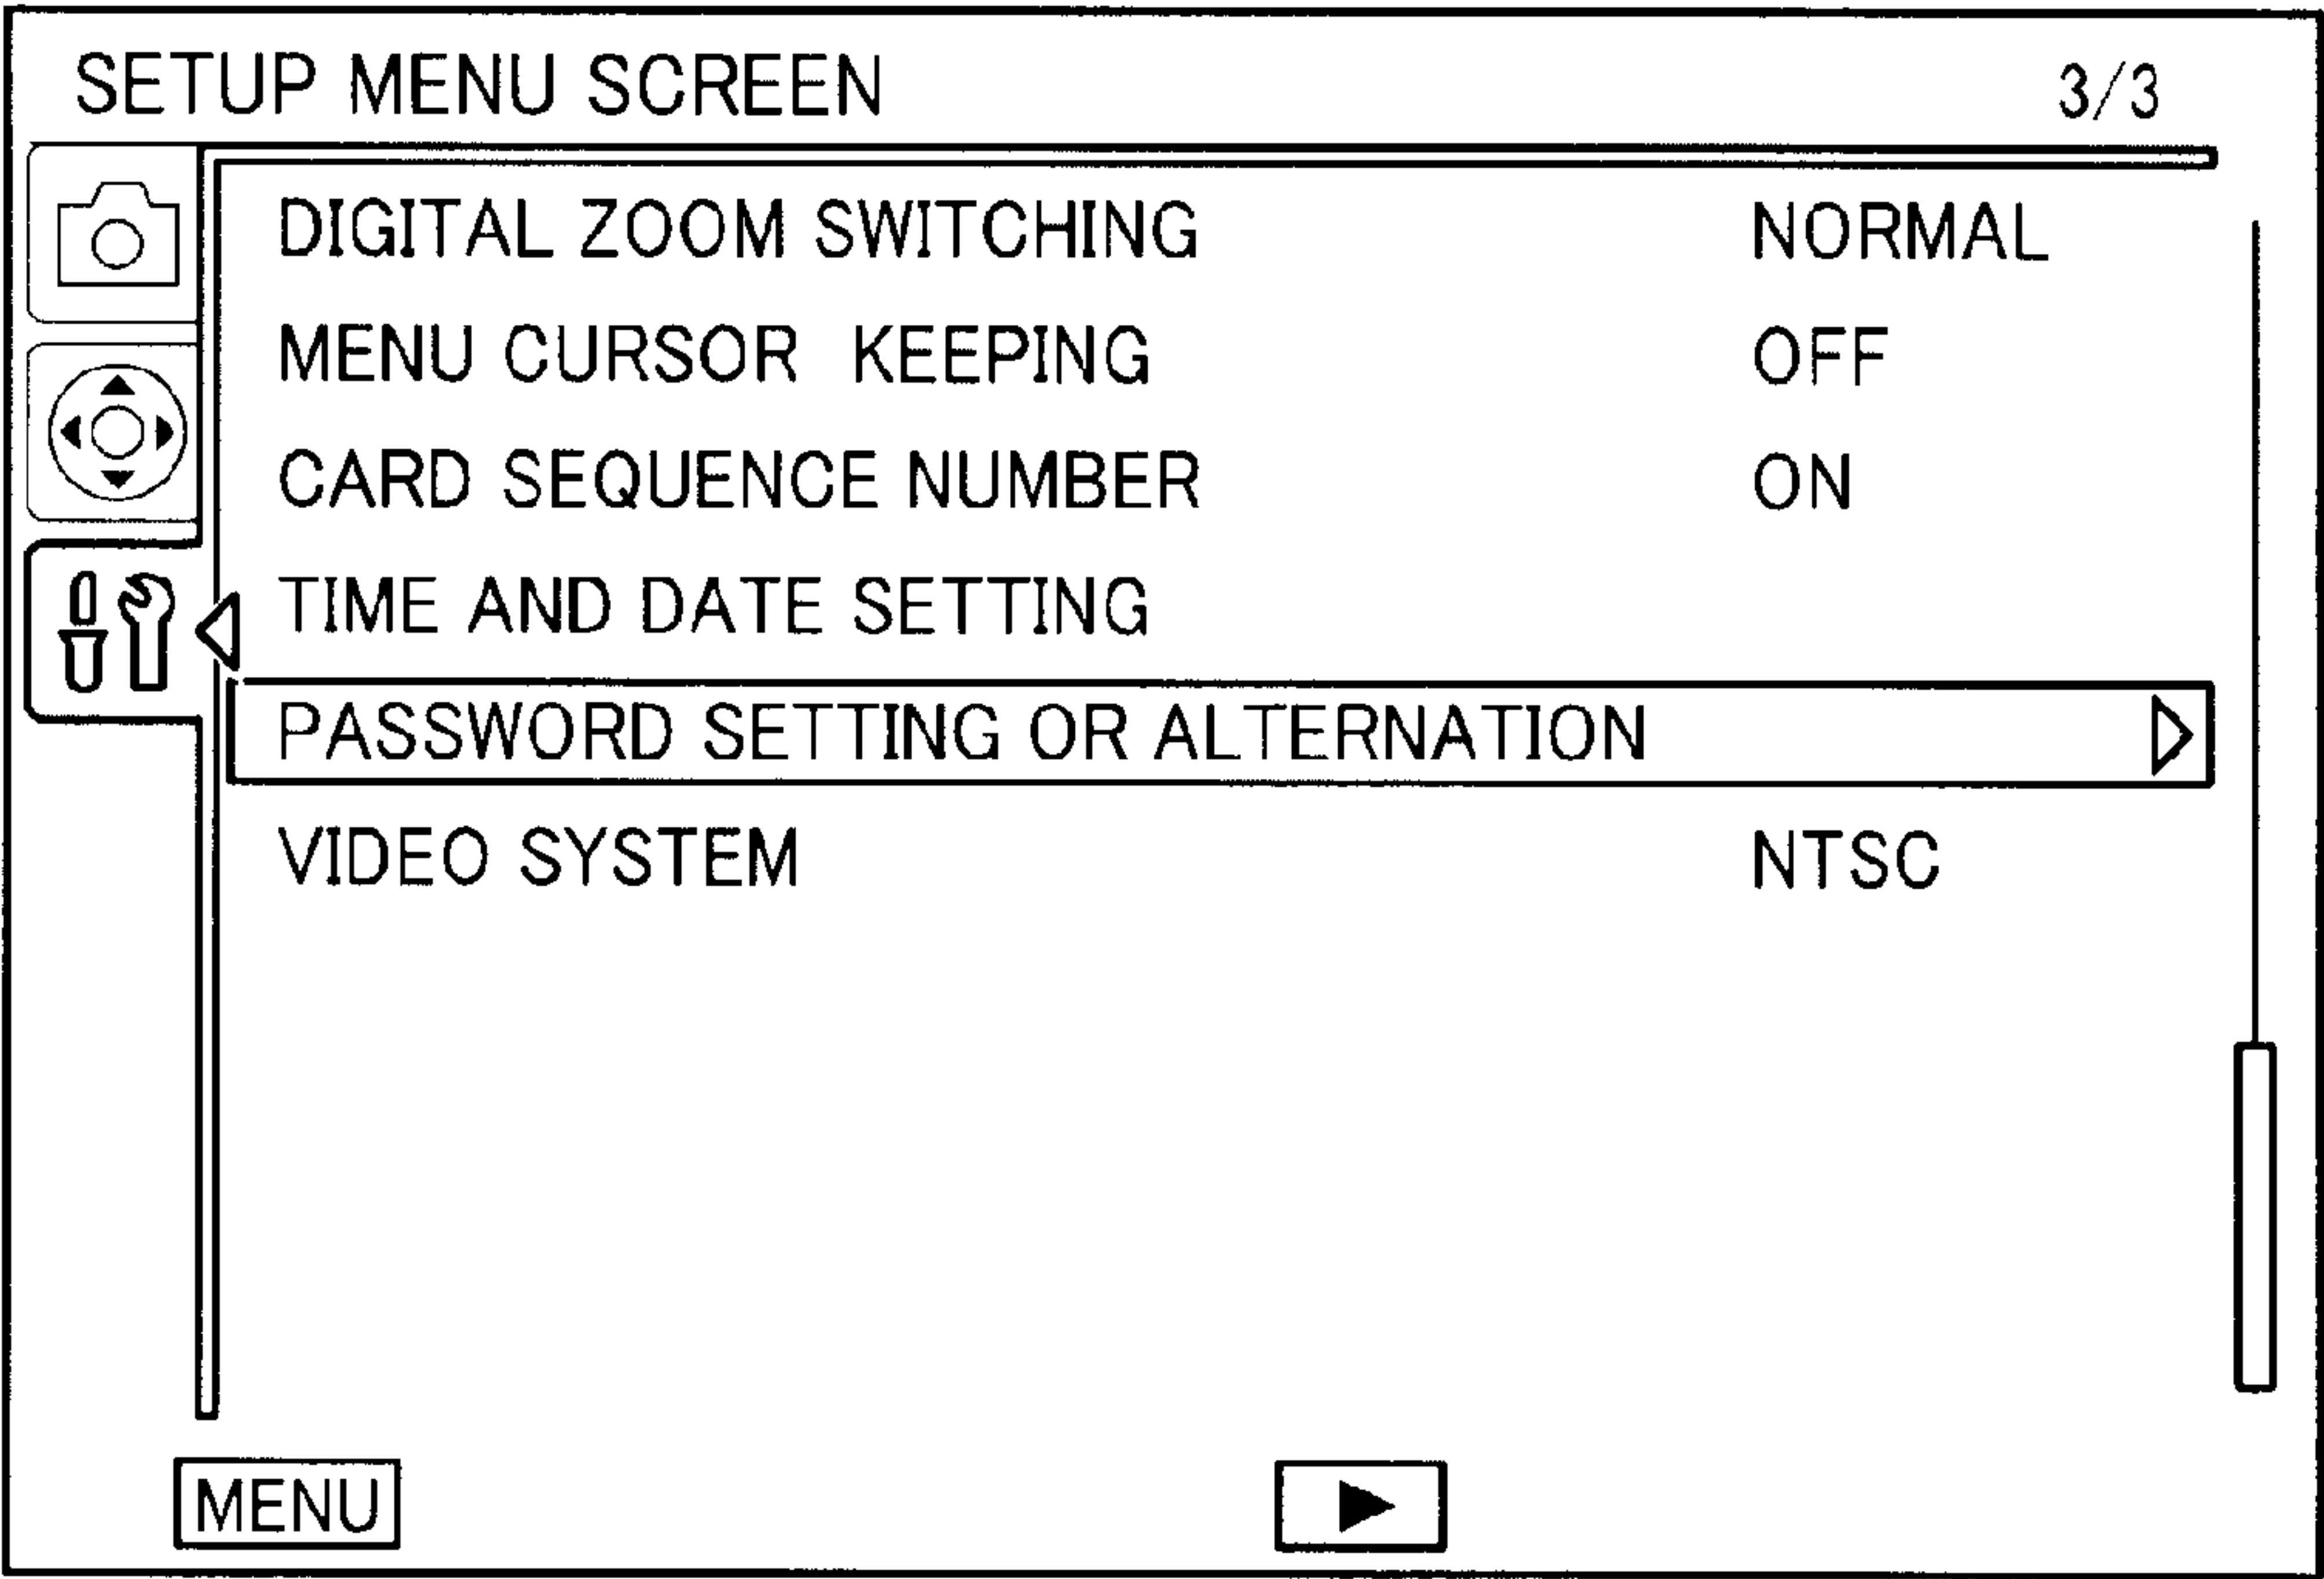 SETUP MENU SCREEN 3/3
DIGITAL ZOOM SWITCHING NORMAL
MENU CURSOR KEEPING OFF
CARD SEQUENCE NUMBER ON
TIME AND DATE SETTING
PASSWORD SETTING OR ALTERNATION
VIDEO SYSTEM NTSC
MENU